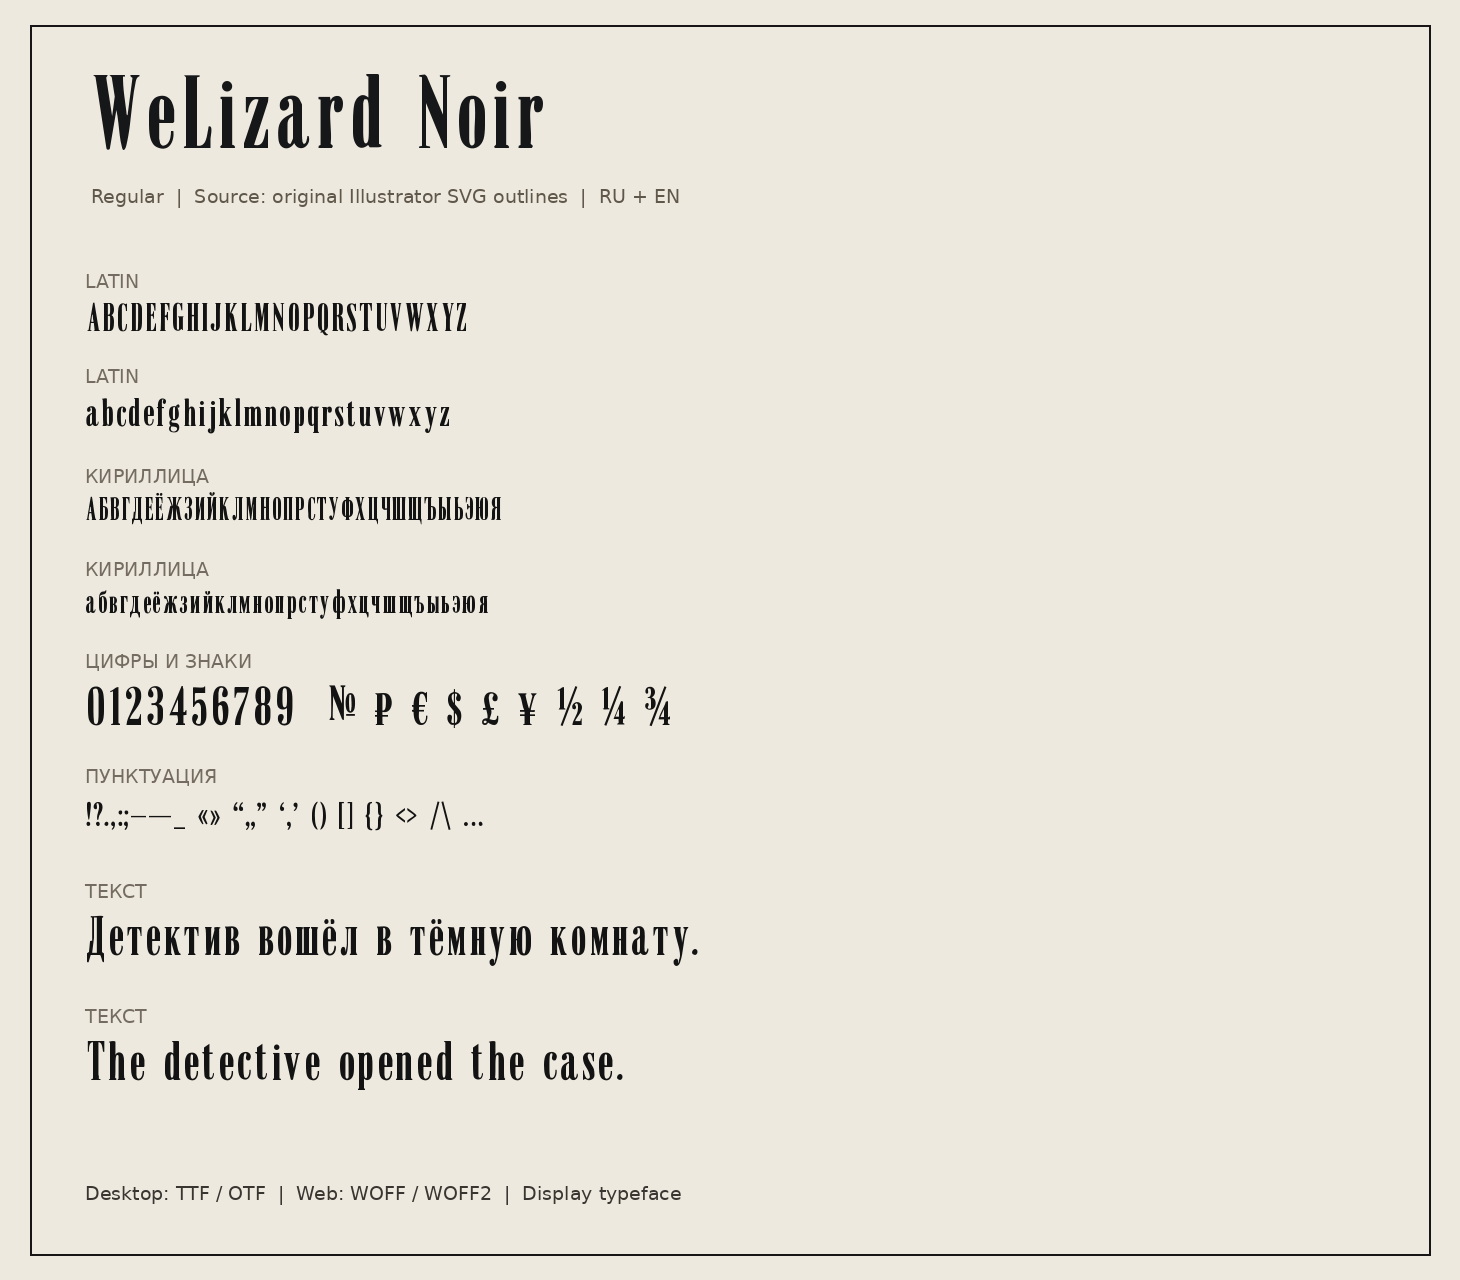 WeLizard Noir
Regular | Source: original Illustrator SVG outlines | RU + EN
LATIN
ABCDEFGHIJKLMNOPQRSTUVWXYZ
LATIN
abcdefghijklmnopqrstuvwxyz
КИРИЛЛИЦА
АБВГДЕЁЖЗИЙКЛМНОПРСТУФХЦЧШЩЪЫЬЭЮЯ
КИРИЛЛИЦА
абвгдеёжзийклмнопрстуфхцчшщъыьэюя
ЦИФРЫ И ЗНАКИ
0123456789 № ₽ € $ £ ¥ ½ ¼ ¾
ПУНКТУАЦИЯ
!?.,:;–—_ «» “„” ‘‚’ () [] {} <> /\ …
ТЕКСТ
Детектив вошёл в тёмную комнату.
ТЕКСТ
The detective opened the case.
Desktop: TTF / OTF | Web: WOFF / WOFF2 | Display typeface